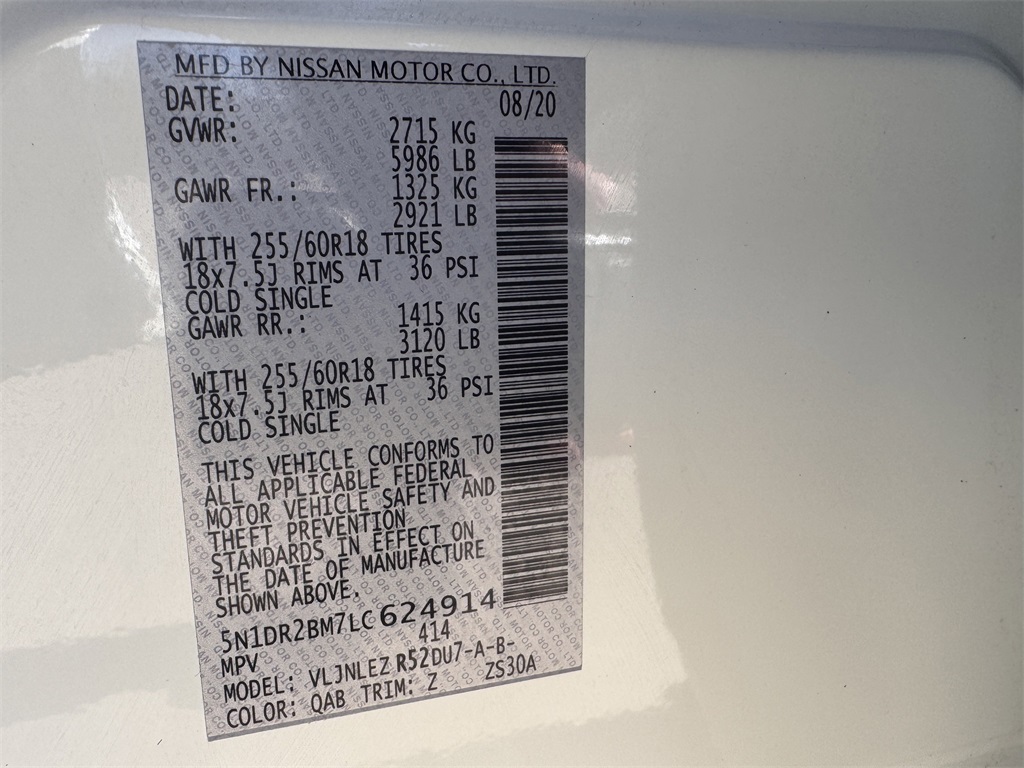 MFD BY NISSAN MOTOR CO., LTD.
DATE: 08/20
GVWR: 2715 KG
5986 LB
GAWR FR.: 1325 KG
2921 LB
WITH 255/60R18 TIRES
18x7.5J RIMS AT 36 PSI
COLD SINGLE
GAWR RR.: 1415 KG
3120 LB
WITH 255/60R18 TIRES
18x7.5J RIMS AT 36 PSI
COLD SINGLE
THIS VEHICLE CONFORMS TO
ALL APPLICABLE FEDERAL
MOTOR VEHICLE SAFETY AND
THEFT PREVENTION
STANDARDS IN EFFECT ON
THE DATE OF MANUFACTURE
SHOWN ABOVE.
5N1DR2BM7LC624914
MPV 414
MODEL: VLJNLEZ R52DU7-A-B-
COLOR: QAB TRIM: Z ZS30A